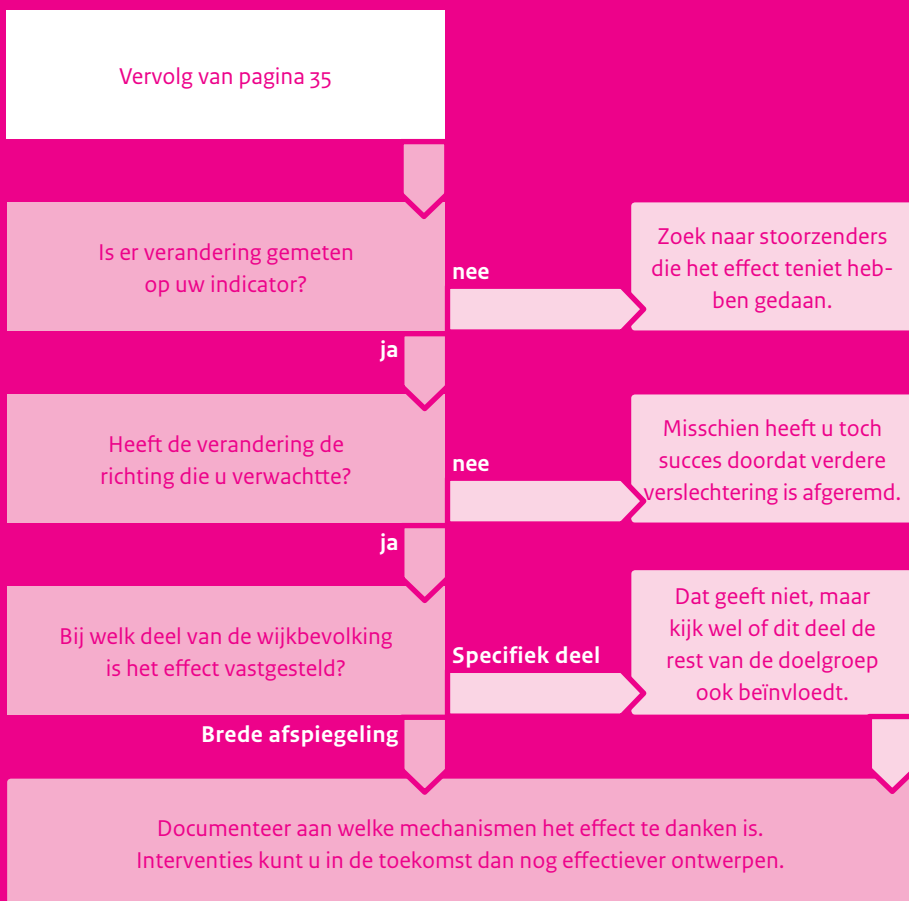 Vervolg van pagina 35
Is er verandering gemeten
op uw indicator?
nee
Zoek naar stoorzenders
die het effect teniet heb-
ben gedaan.
ja
Heeft de verandering de
richting die u verwachtte?
nee
Misschien heeft u toch
succes doordat verdere
verslechtering is afgeremd.
ja
Bij welk deel van de wijkbevolking
is het effect vastgesteld?
Specifiek deel
Dat geeft niet, maar
kijk wel of dit deel de
rest van de doelgroep
ook beïnvloedt.
Brede afspiegeling
Documenteer aan welke mechanismen het effect te danken is.
Interventies kunt u in de toekomst dan nog effectiever ontwerpen.